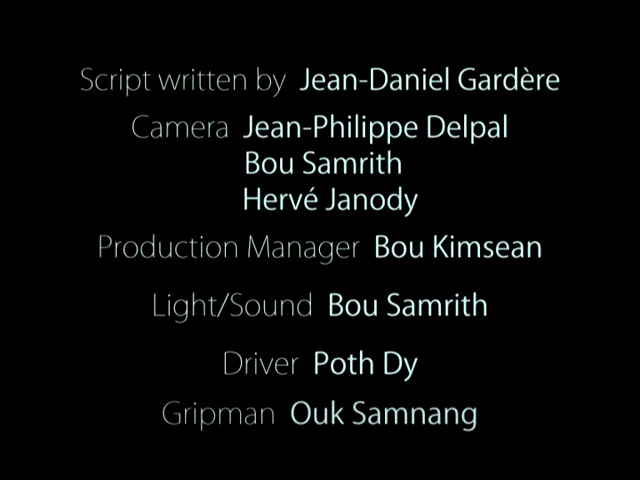 Script written by Jean-Daniel Gardère
Camera Jean-Philippe Delpal
Bou Samrith
Hervé Janody
Production Manager Bou Kimsean
Light/Sound Bou Samrith
Driver Poth Dy
Gripman Ouk Samnang